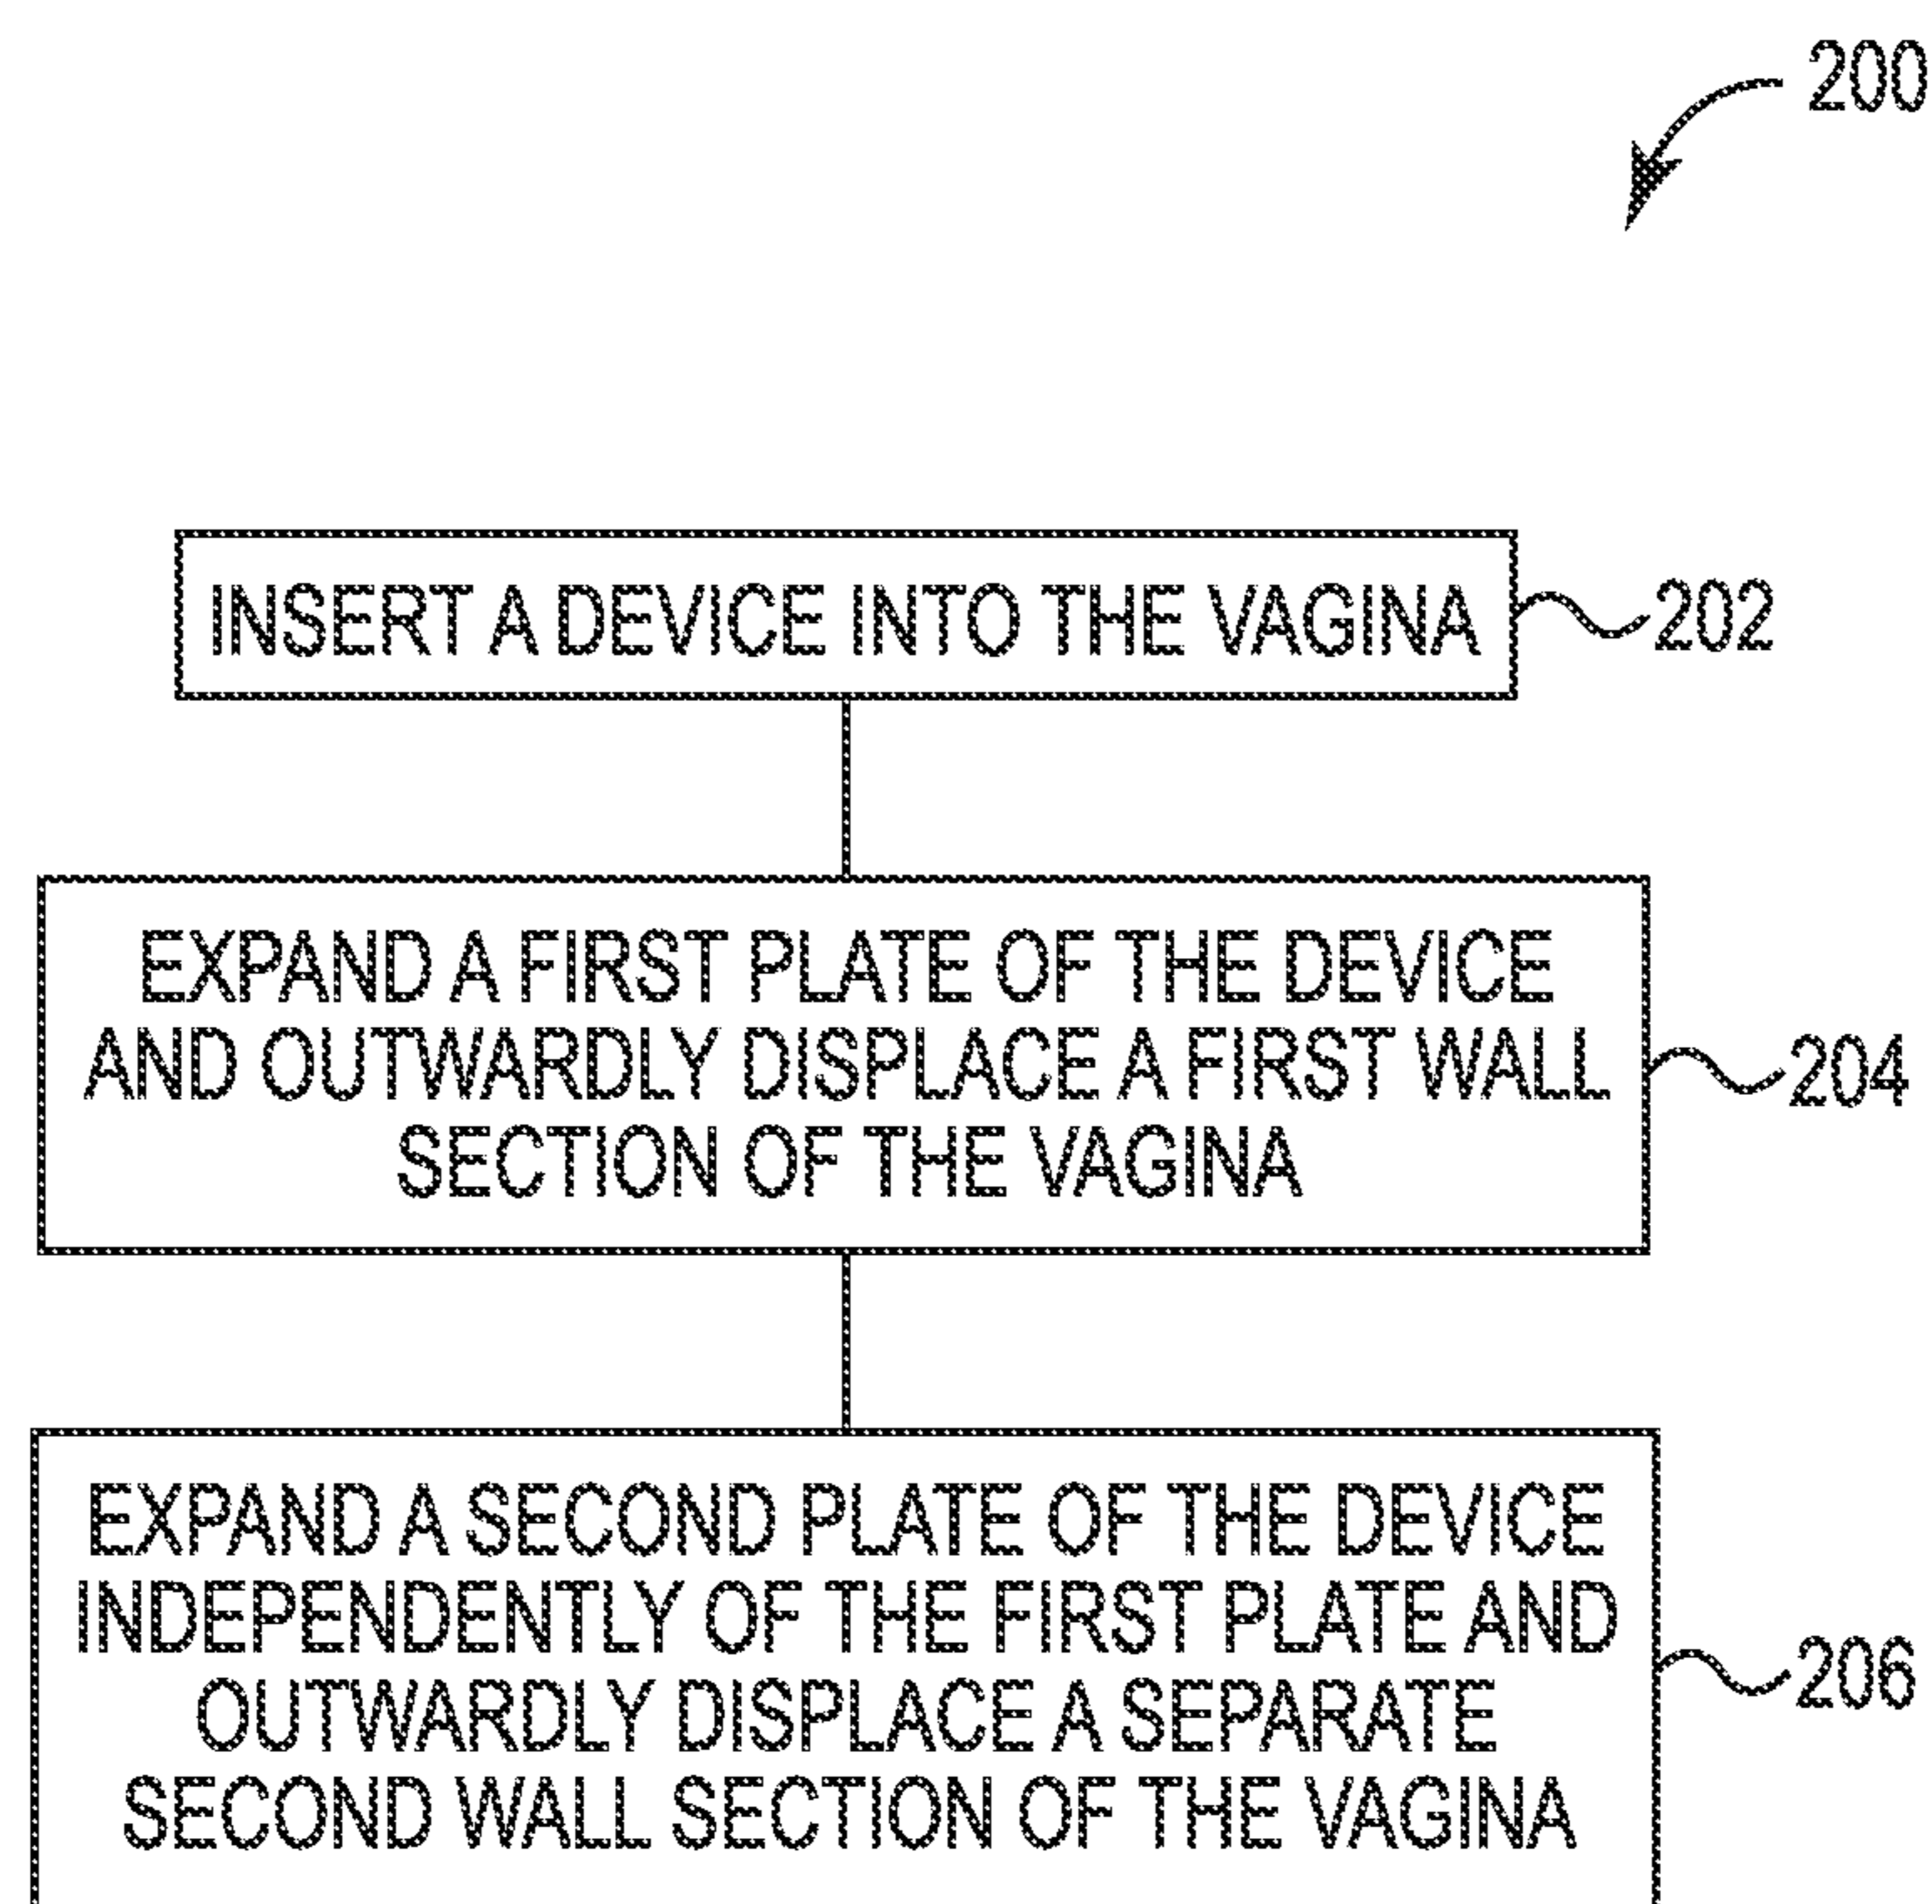 200
INSERT A DEVICE INTO THE VAGINA
202
EXPAND A FIRST PLATE OF THE DEVICE
AND OUTWARDLY DISPLACE A FIRST WALL
SECTION OF THE VAGINA
204
EXPAND A SECOND PLATE OF THE DEVICE
INDEPENDENTLY OF THE FIRST PLATE AND
OUTWARDLY DISPLACE A SEPARATE
SECOND WALL SECTION OF THE VAGINA
206